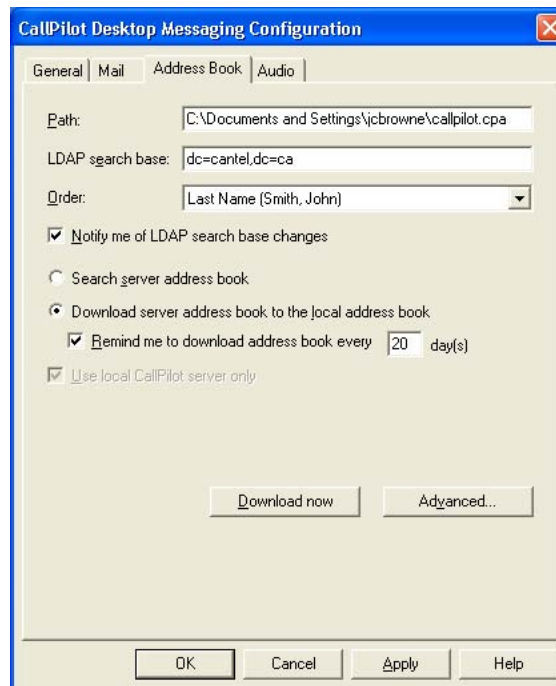 CallPilot Desktop Messaging Configuration
General Mail Address Book Audio
Path: C:\Documents and Settings\jcbrowne\callpilot.cpa
LDAP search base: dc=cantel,dc=ca
Order: Last Name (Smith, John)
Notify me of LDAP search base changes
Search server address book
Download server address book to the local address book
Remind me to download address book every 20 day(s)
Use local CallPilot server only
Download now Advanced...
OK Cancel Apply Help